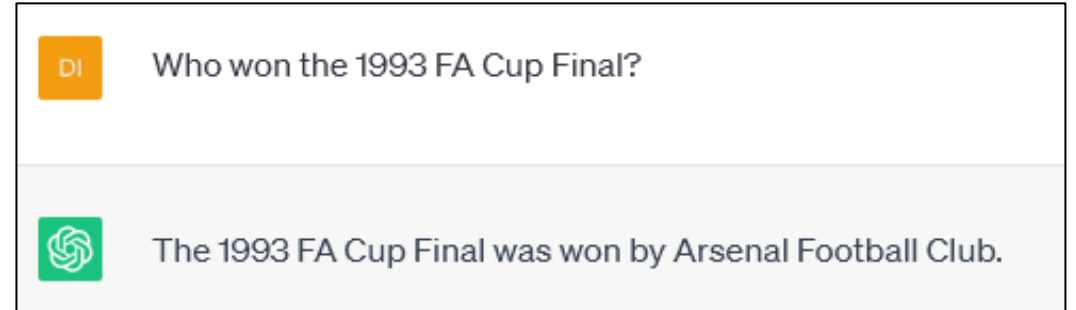 DI
Who won the 1993 FA Cup Final?
The 1993 FA Cup Final was won by Arsenal Football Club.